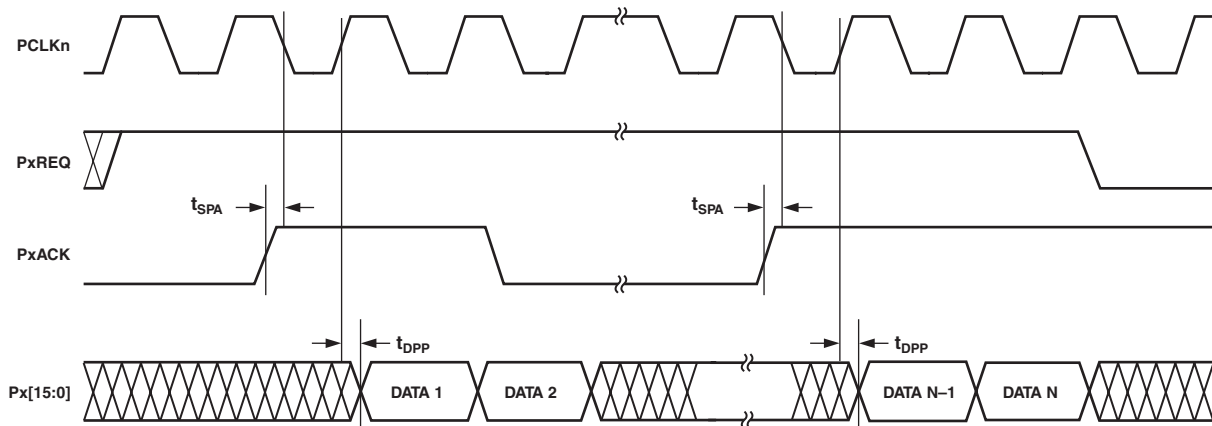 PCLKn
PxREQ
tSPA
tSPA
PxACK
tDPP
tDPP
Px[15:0]
DATA 1
DATA 2
DATA N–1
DATA N